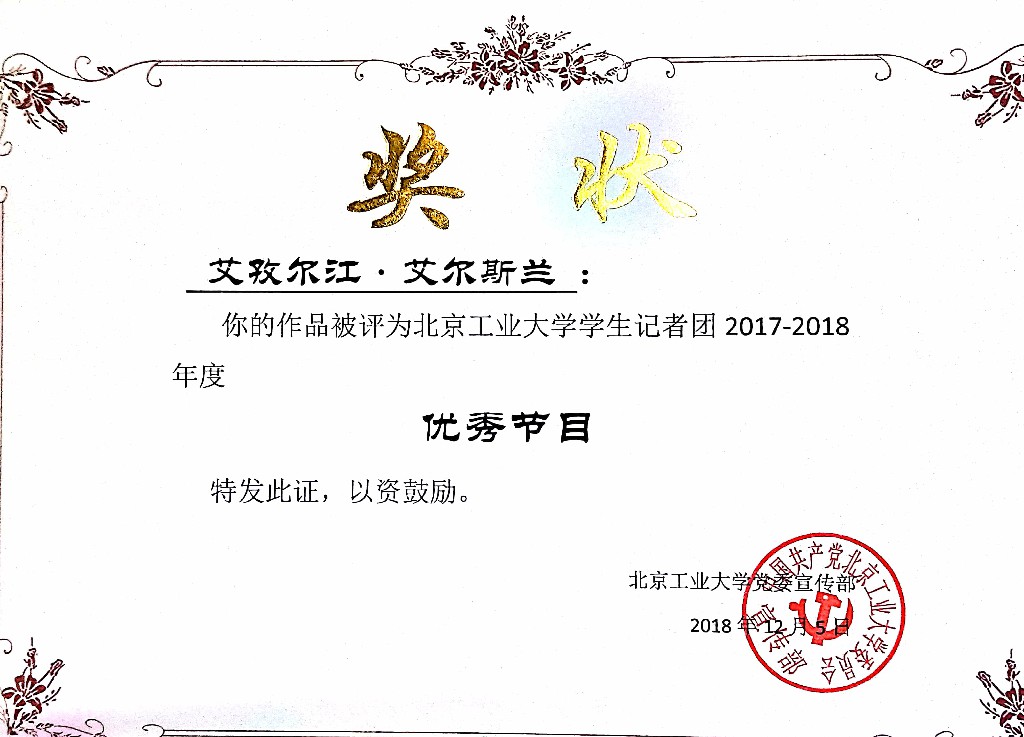 奖状
艾孜尔江·艾尔斯兰：
你的作品被评为北京工业大学学生记者团 2017-2018
年度
优秀节目
特发此证，以资鼓励。
北京工业大学党委宣传部
2018 年 12 月 5 日
中国共产党北京工业大学委员会
宣传部